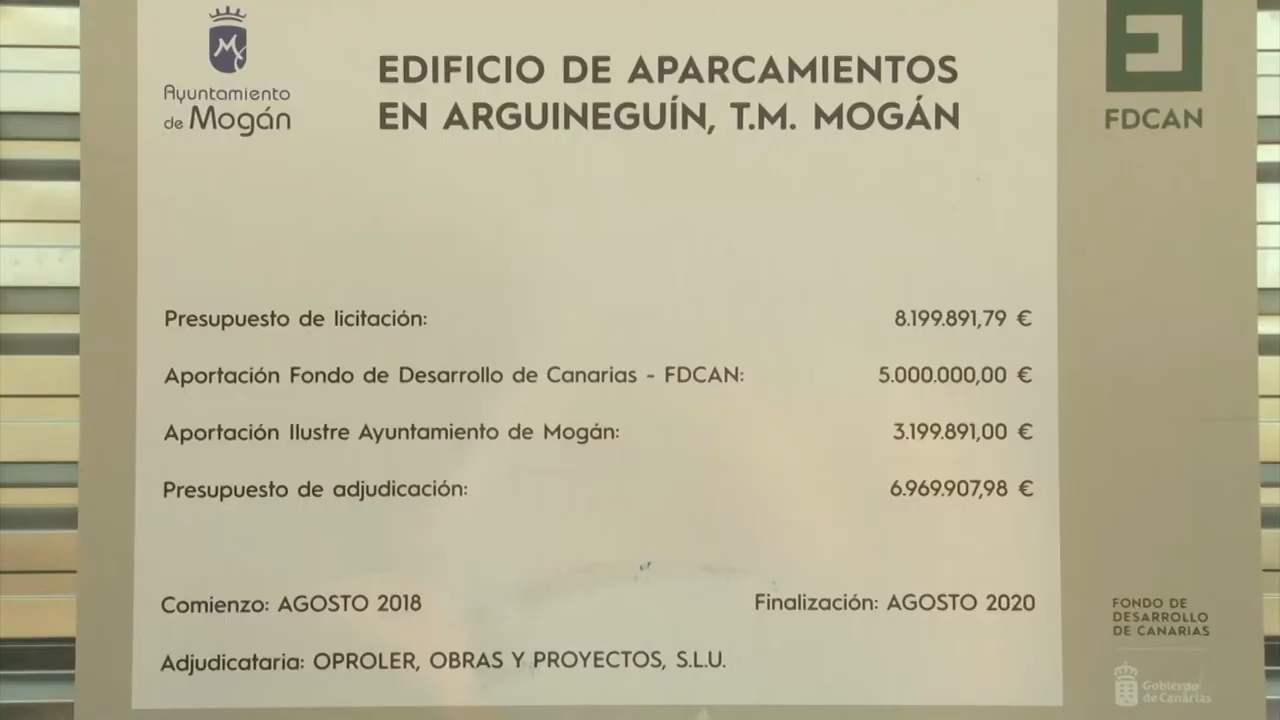 Ayuntamiento
de Mogán
EDIFICIO DE APARCAMIENTOS
EN ARGUINEGUÍN, T.M. MOGÁN
FDCAN
Presupuesto de licitación: 8.199.891,79 €
Aportación Fondo de Desarrollo de Canarias - FDCAN: 5.000.000,00 €
Aportación Ilustre Ayuntamiento de Mogán: 3.199.891,00 €
Presupuesto de adjudicación: 6.969.907,98 €
Comienzo: AGOSTO 2018 Finalización: AGOSTO 2020
Adjudicataria: OPROLER, OBRAS Y PROYECTOS, S.L.U.
FONDO DE
DESARROLLO
DE CANARIAS
Gobierno
de Canarias